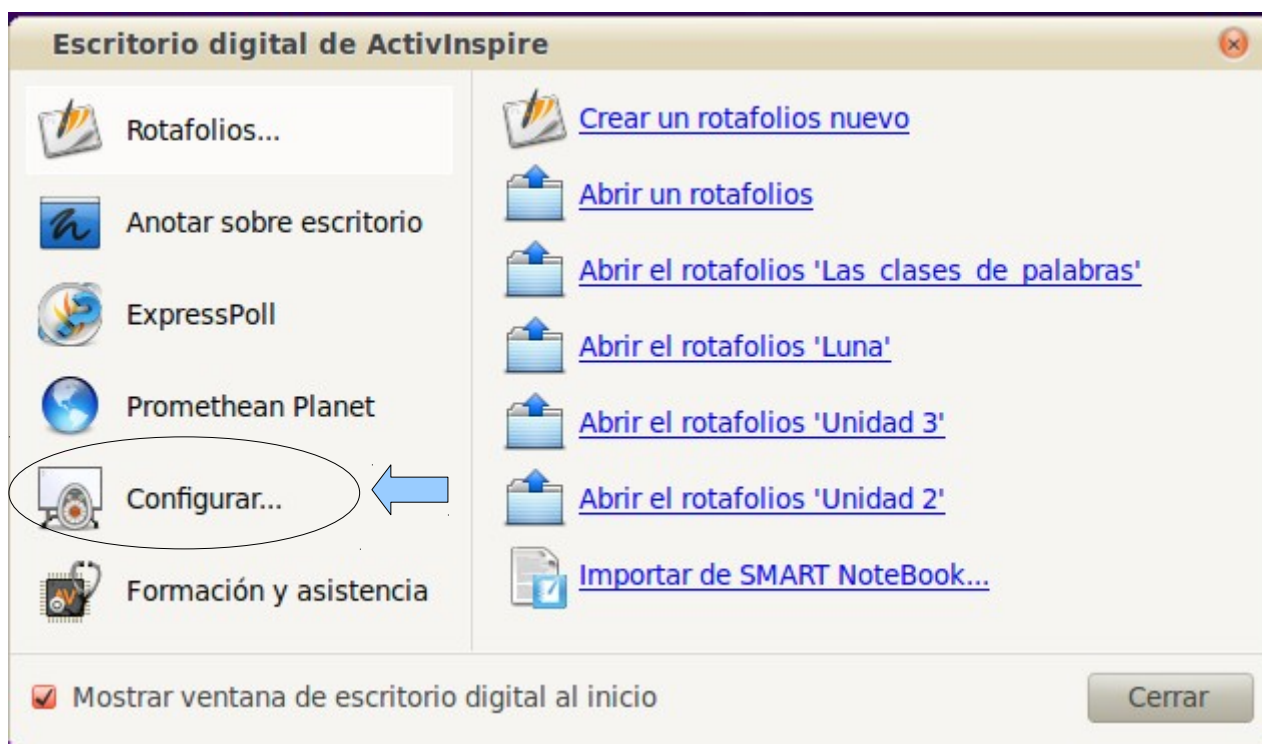 Escritorio digital de ActivInspire
Rotafolios...
Anotar sobre escritorio
ExpressPoll
Promethean Planet
Configurar...
Formación y asistencia
Crear un rotafolios nuevo
Abrir un rotafolios
Abrir el rotafolios 'Las_clases_de_palabras'
Abrir el rotafolios 'Luna'
Abrir el rotafolios 'Unidad 3'
Abrir el rotafolios 'Unidad 2'
Importar de SMART NoteBook...
Mostrar ventana de escritorio digital al inicio
Cerrar